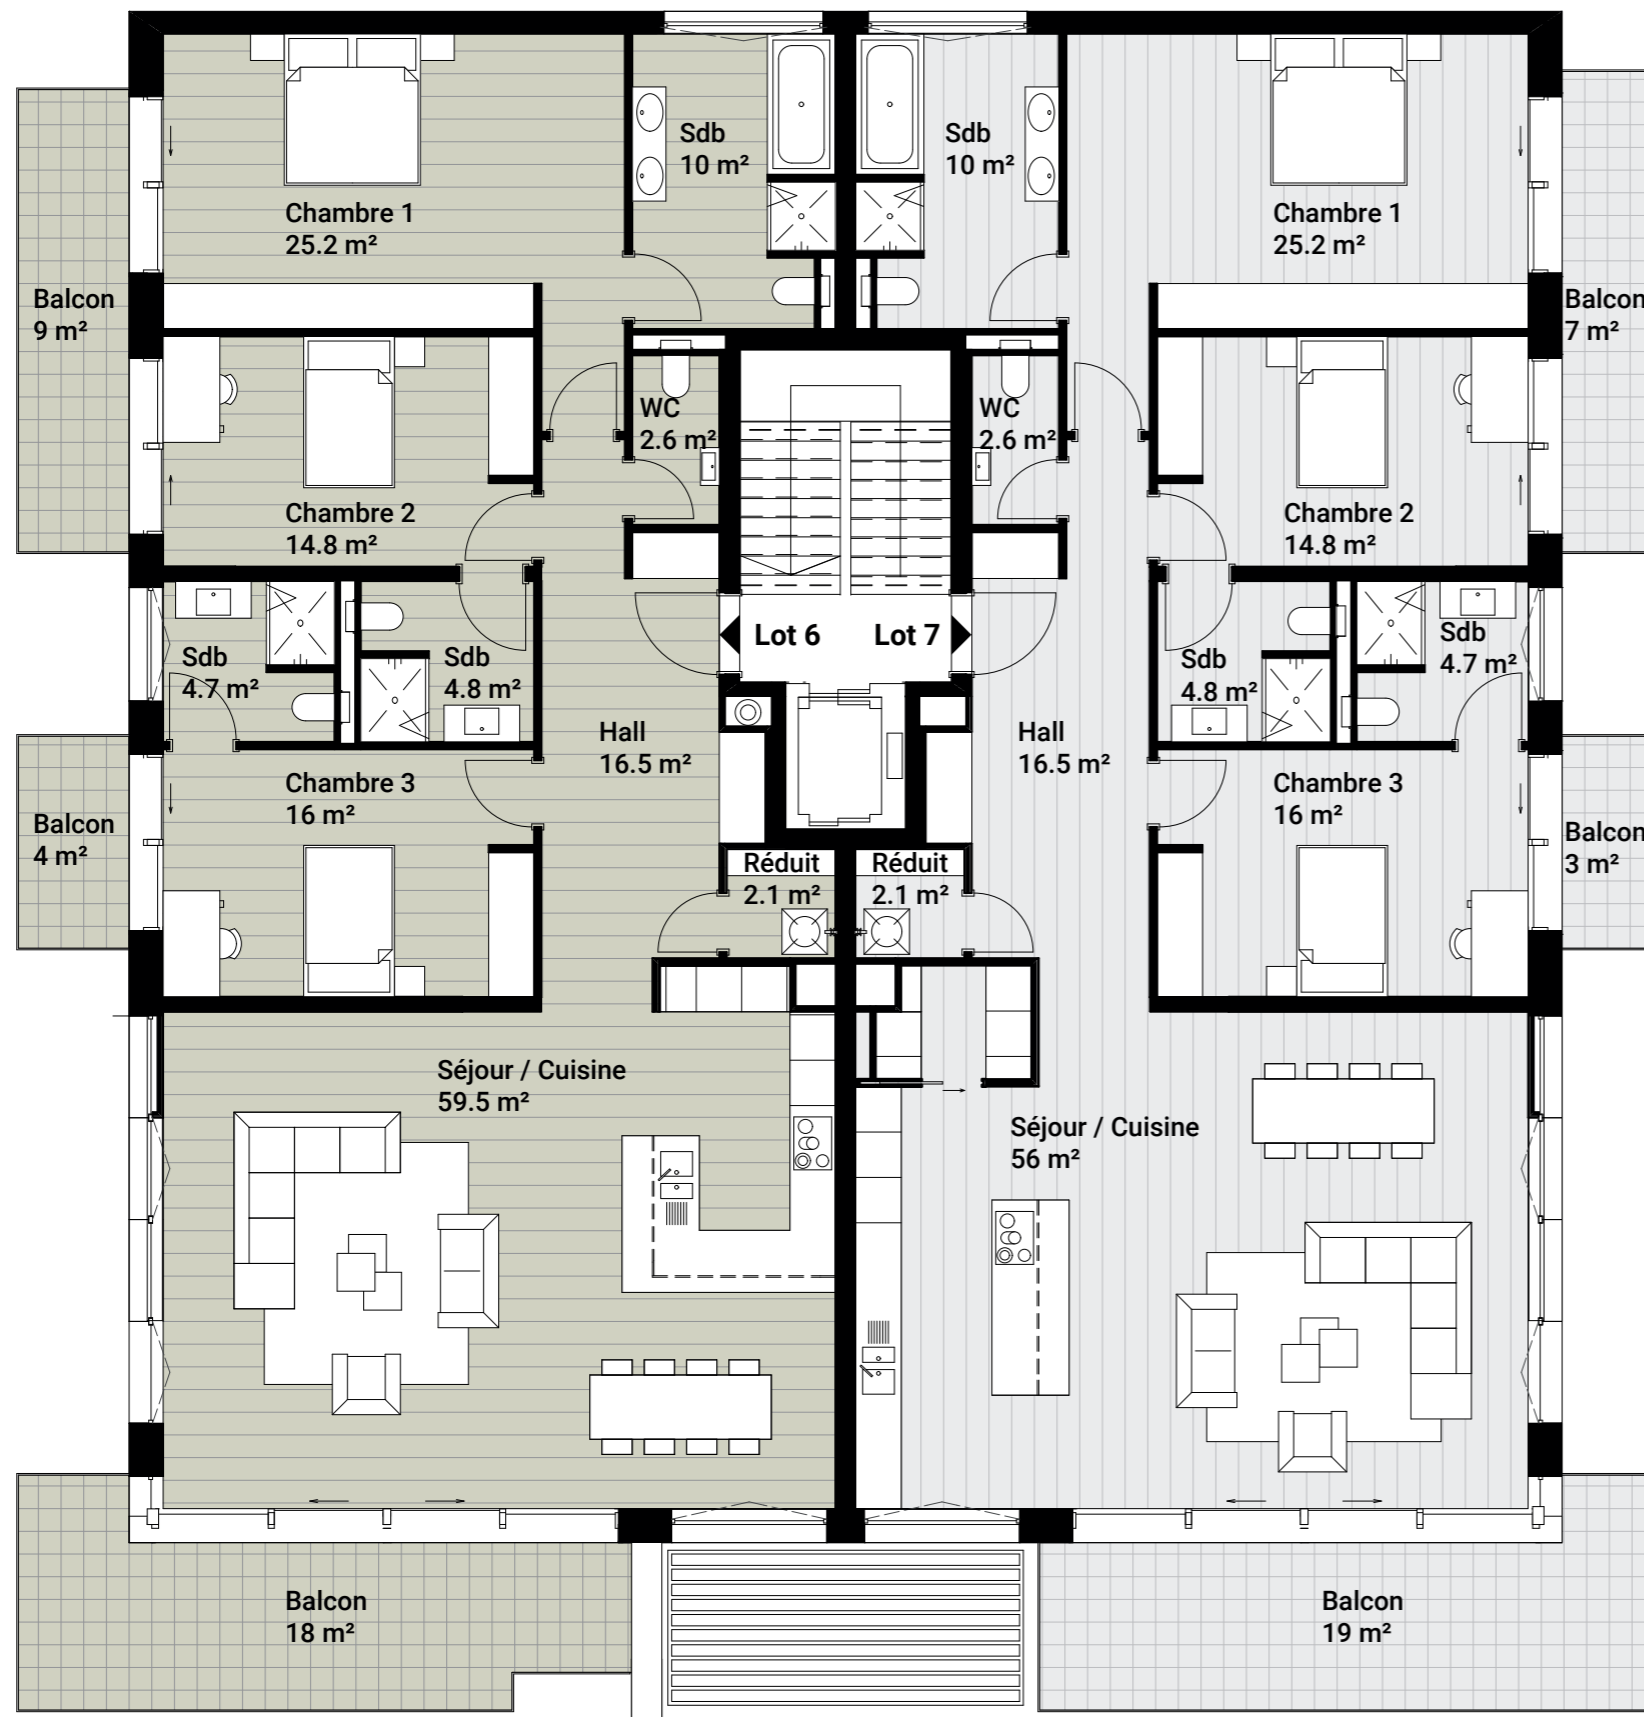 Sdb
10 m²
Sdb
10 m²
Chambre 1
25.2 m²
Chambre 1
25.2 m²
Balcon
9 m²
Balcon
7 m²
WC
2.6 m²
WC
2.6 m²
Chambre 2
14.8 m²
Chambre 2
14.8 m²
Lot 6
Lot 7
Sdb
4.7 m²
Sdb
4.8 m²
Sdb
4.8 m²
Sdb
4.7 m²
Hall
16.5 m²
Hall
16.5 m²
Chambre 3
16 m²
Chambre 3
16 m²
Balcon
4 m²
Balcon
3 m²
Réduit
2.1 m²
Réduit
2.1 m²
Séjour / Cuisine
59.5 m²
Séjour / Cuisine
56 m²
Balcon
18 m²
Balcon
19 m²